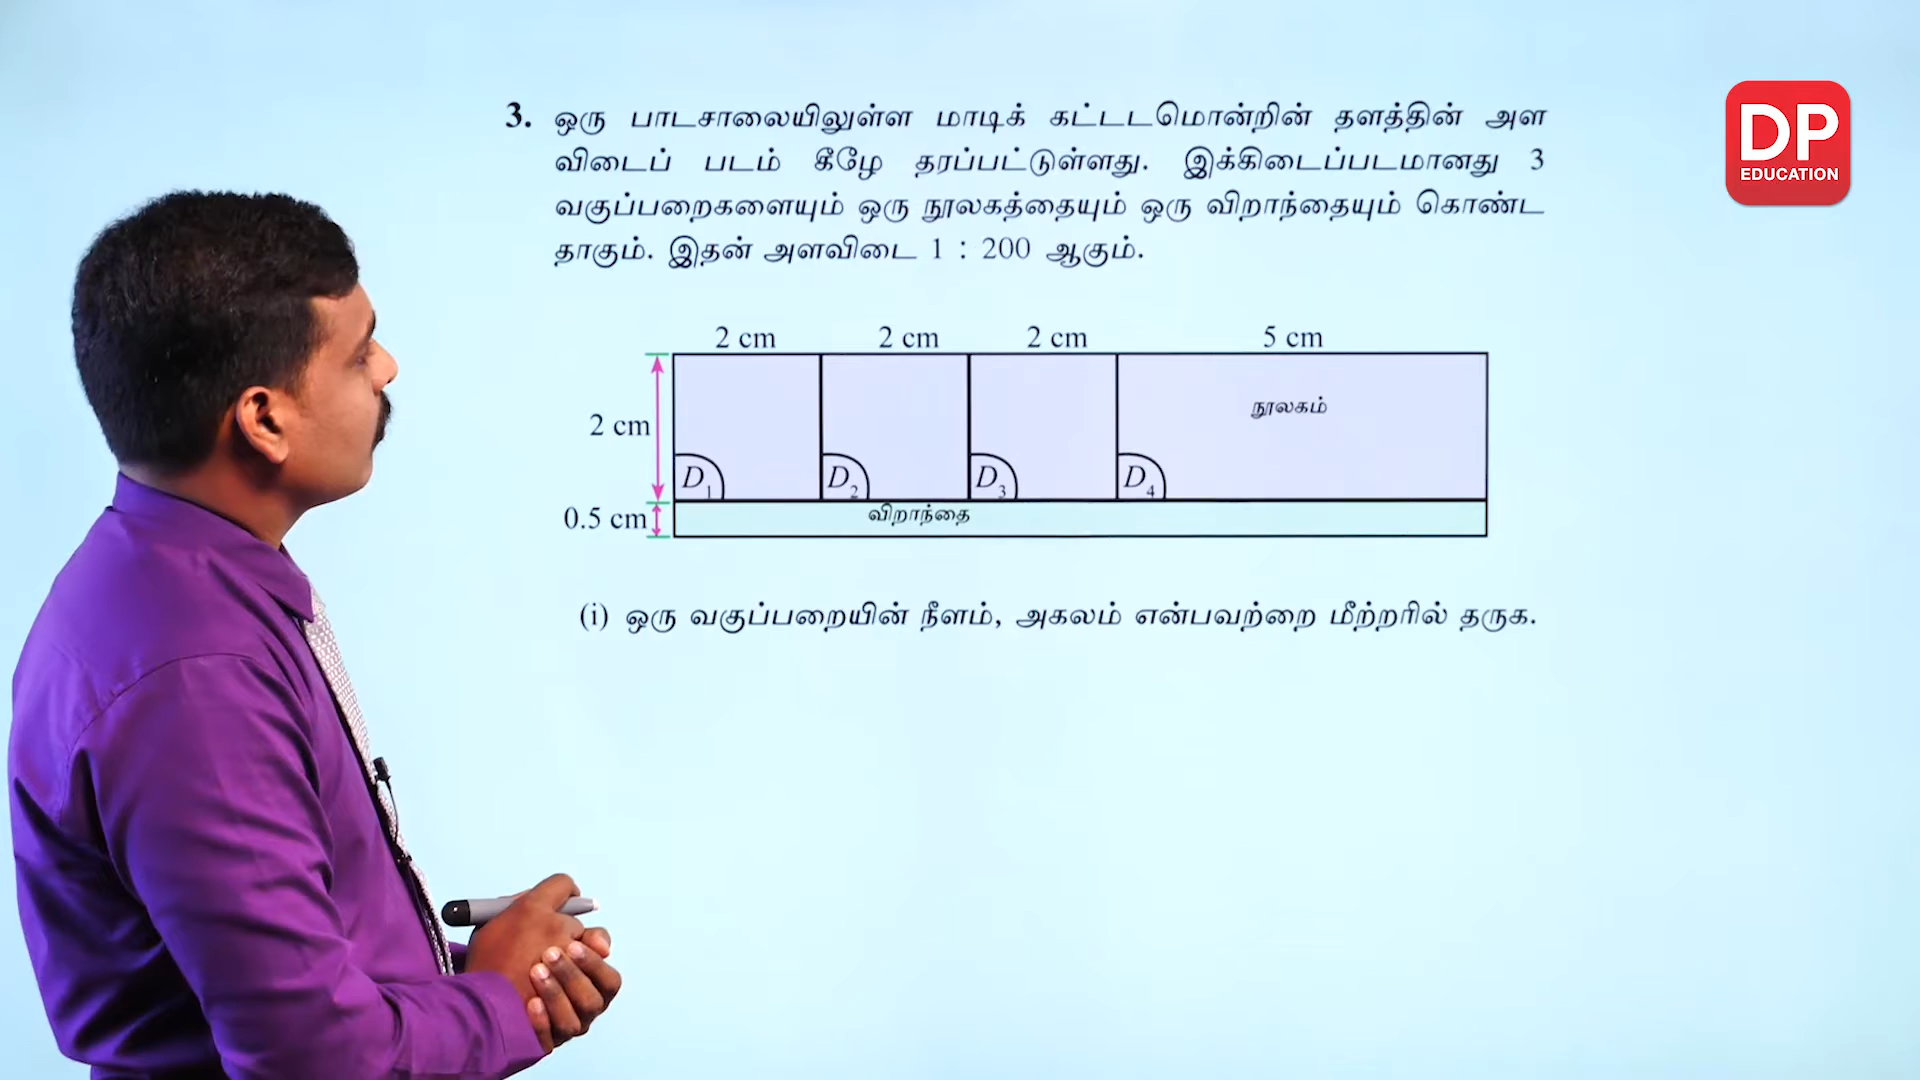 DP
EDUCATION
3. ஒரு பாடசாலையிலுள்ள மாடிக் கட்டடமொன்றின் தளத்தின் அள
விடைப் படம் கீழே தரப்பட்டுள்ளது. இக்கிடைப்படமானது 3
வகுப்பறைகளையும் ஒரு நூலகத்தையும் ஒரு விறாந்தையும் கொண்ட
தாகும். இதன் அளவிடை 1 : 200 ஆகும்.
2 cm 2 cm 2 cm 5 cm
நூலகம்
2 cm
D₁ D₂ D₃ D₄
0.5 cm விறாந்தை
(i) ஒரு வகுப்பறையின் நீளம், அகலம் என்பவற்றை மீற்றரில் தருக.